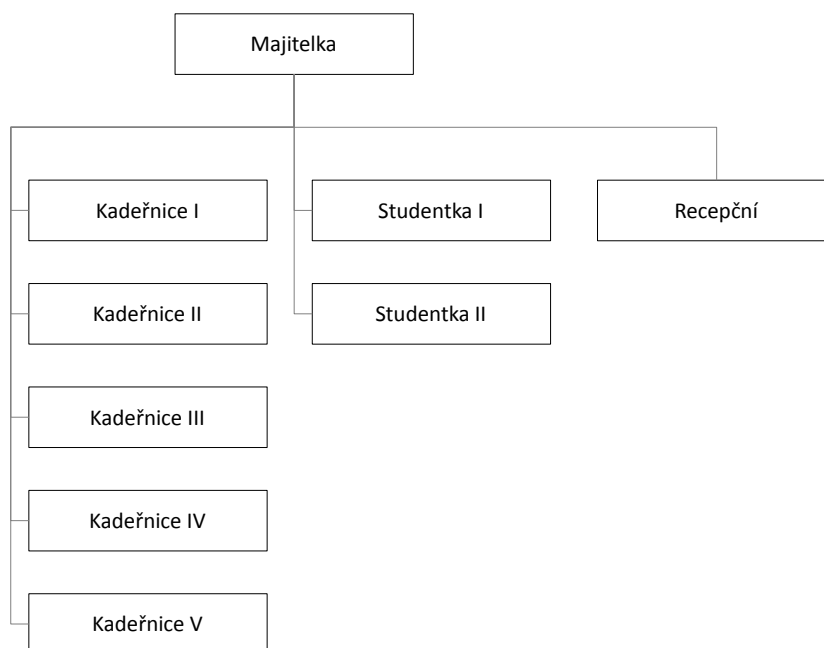 Majitelka
Kadeřnice I
Studentka I
Recepční
Kadeřnice II
Studentka II
Kadeřnice III
Kadeřnice IV
Kadeřnice V